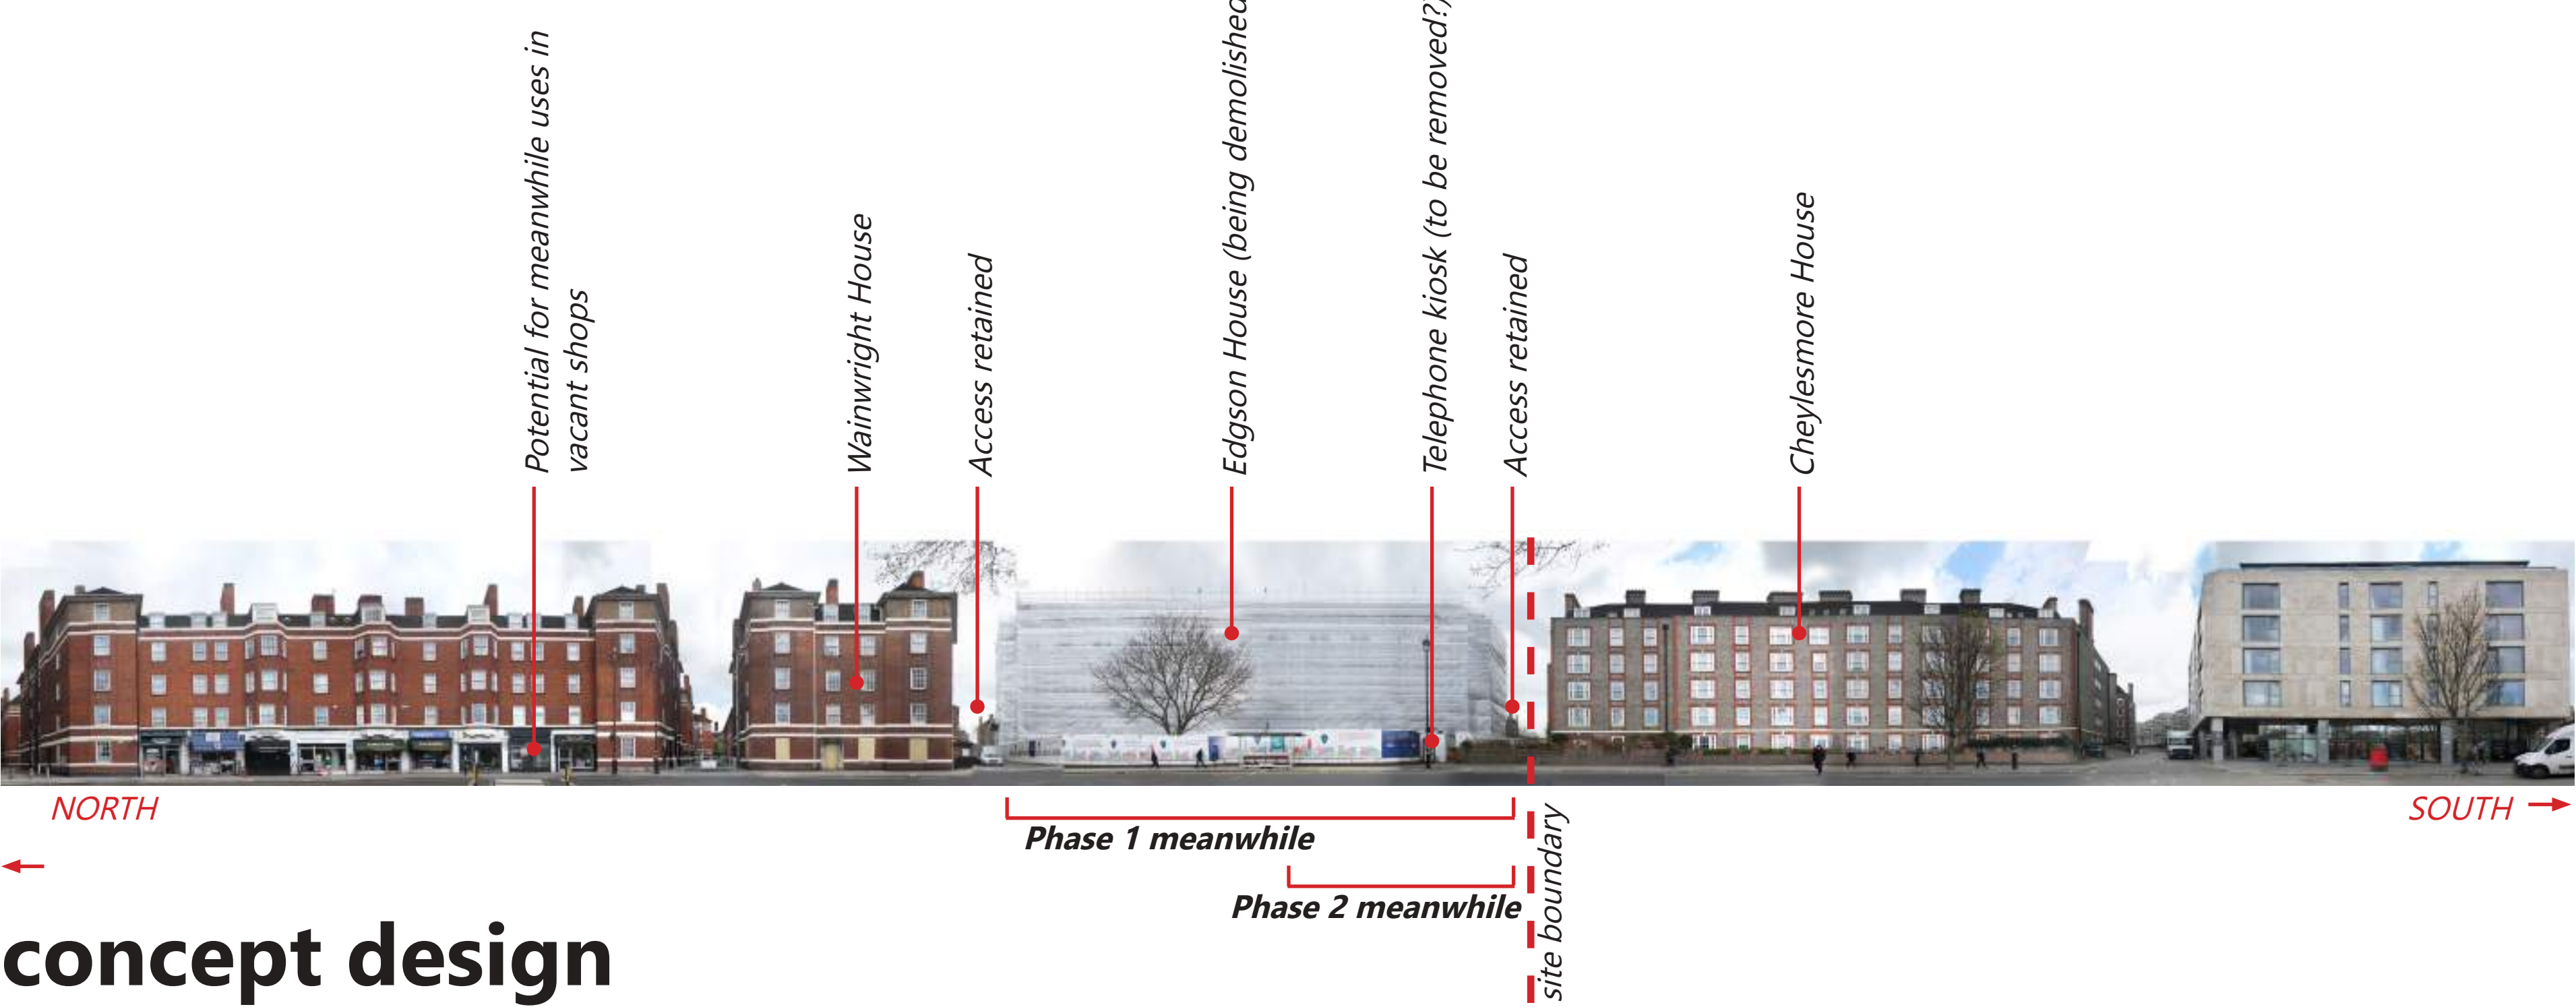 Potential for meanwhile uses in
vacant shops
Wainwright House
Access retained
Edgson House (being demolished
Telephone kiosk (to be removed?)
Access retained
Cheylesmore House
NORTH
SOUTH
Phase 1 meanwhile
Phase 2 meanwhile
site boundary
concept design